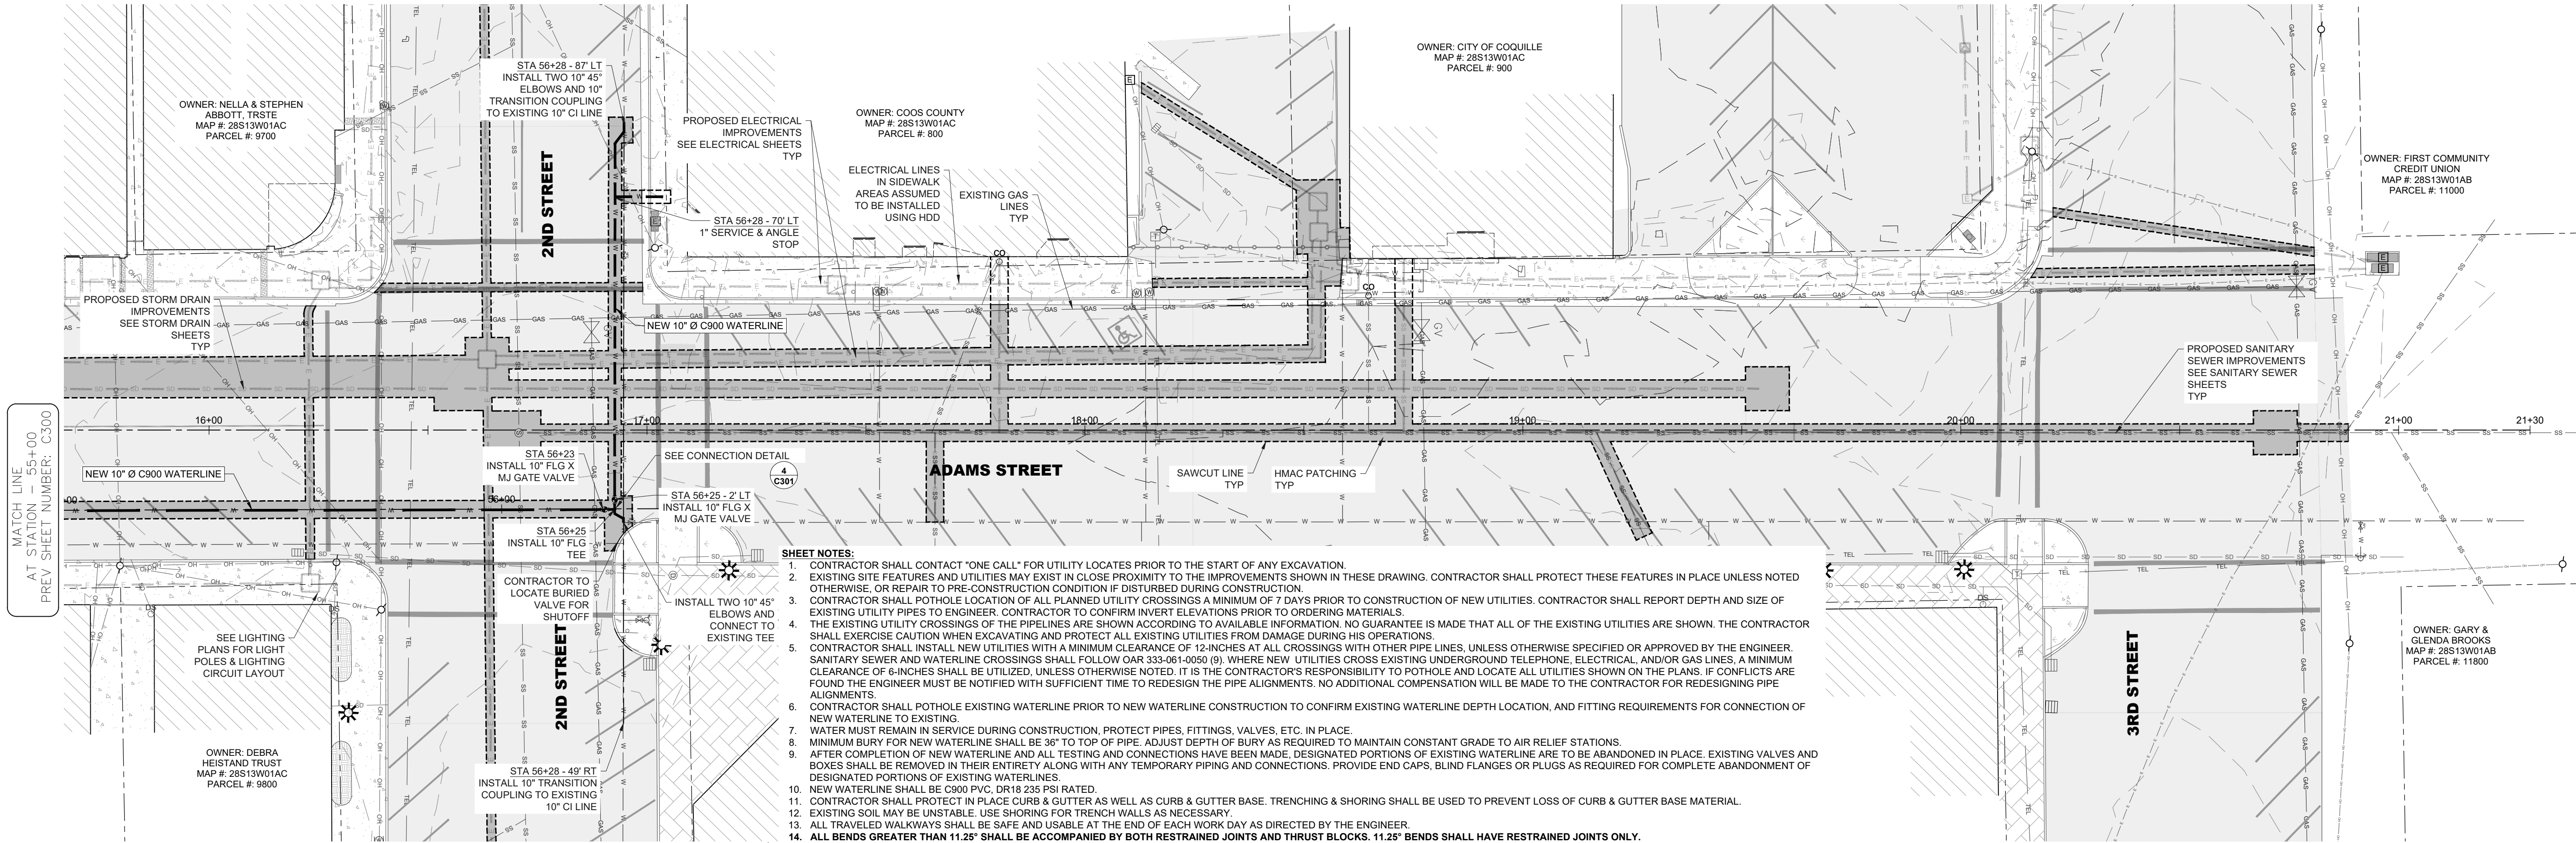 MATCH LINE
AT STATION - 55+00
PREV SHEET NUMBER: C300
OWNER: NELLA & STEPHEN
ABBOTT, TRSTE
MAP #: 28S13W01AC
PARCEL #: 9700
STA 56+28 - 87' LT
INSTALL TWO 10" 45°
ELBOWS AND 10"
TRANSITION COUPLING
TO EXISTING 10" CI LINE
2ND STREET
PROPOSED ELECTRICAL
IMPROVEMENTS
SEE ELECTRICAL SHEETS
TYP
OWNER: COOS COUNTY
MAP #: 28S13W01AC
PARCEL #: 800
ELECTRICAL LINES
IN SIDEWALK
AREAS ASSUMED
TO BE INSTALLED
USING HDD
EXISTING GAS
LINES
TYP
STA 56+28 - 70' LT
1" SERVICE & ANGLE
STOP
OWNER: CITY OF COQUILLE
MAP #: 28S13W01AC
PARCEL #: 900
OWNER: FIRST COMMUNITY
CREDIT UNION
MAP #: 28S13W01AB
PARCEL #: 11000
PROPOSED STORM DRAIN
IMPROVEMENTS
SEE STORM DRAIN
SHEETS
TYP
NEW 10" Ø C900 WATERLINE
CO
CO
GV
PROPOSED SANITARY
SEWER IMPROVEMENTS
SEE SANITARY SEWER
SHEETS
TYP
16+00
17+00
18+00
19+00
20+00
21+00
21+30
NEW 10" Ø C900 WATERLINE
56+00
STA 56+23
INSTALL 10" FLG X
MJ GATE VALVE
SEE CONNECTION DETAIL
4
C301
ADAMS STREET
SAWCUT LINE
TYP
HMAC PATCHING
TYP
STA 56+25 - 2' LT
INSTALL 10" FLG X
MJ GATE VALVE
STA 56+25
INSTALL 10" FLG
TEE
CONTRACTOR TO
LOCATE BURIED
VALVE FOR
SHUTOFF
INSTALL TWO 10" 45°
ELBOWS AND
CONNECT TO
EXISTING TEE
SEE LIGHTING
PLANS FOR LIGHT
POLES & LIGHTING
CIRCUIT LAYOUT
2ND STREET
OWNER: DEBRA
HEISTAND TRUST
MAP #: 28S13W01AC
PARCEL #: 9800
STA 56+28 - 49' RT
INSTALL 10" TRANSITION
COUPLING TO EXISTING
10" CI LINE
3RD STREET
OWNER: GARY &
GLENDA BROOKS
MAP #: 28S13W01AB
PARCEL #: 11800
SHEET NOTES:
1. CONTRACTOR SHALL CONTACT "ONE CALL" FOR UTILITY LOCATES PRIOR TO THE START OF ANY EXCAVATION.
2. EXISTING SITE FEATURES AND UTILITIES MAY EXIST IN CLOSE PROXIMITY TO THE IMPROVEMENTS SHOWN IN THESE DRAWING. CONTRACTOR SHALL PROTECT THESE FEATURES IN PLACE UNLESS NOTED
OTHERWISE, OR REPAIR TO PRE-CONSTRUCTION CONDITION IF DISTURBED DURING CONSTRUCTION.
3. CONTRACTOR SHALL POTHOLE LOCATION OF ALL PLANNED UTILITY CROSSINGS A MINIMUM OF 7 DAYS PRIOR TO CONSTRUCTION OF NEW UTILITIES. CONTRACTOR SHALL REPORT DEPTH AND SIZE OF
EXISTING UTILITY PIPES TO ENGINEER. CONTRACTOR TO CONFIRM INVERT ELEVATIONS PRIOR TO ORDERING MATERIALS.
4. THE EXISTING UTILITY CROSSINGS OF THE PIPELINES ARE SHOWN ACCORDING TO AVAILABLE INFORMATION. NO GUARANTEE IS MADE THAT ALL OF THE EXISTING UTILITIES ARE SHOWN. THE CONTRACTOR
SHALL EXERCISE CAUTION WHEN EXCAVATING AND PROTECT ALL EXISTING UTILITIES FROM DAMAGE DURING HIS OPERATIONS.
5. CONTRACTOR SHALL INSTALL NEW UTILITIES WITH A MINIMUM CLEARANCE OF 12-INCHES AT ALL CROSSINGS WITH OTHER PIPE LINES, UNLESS OTHERWISE SPECIFIED OR APPROVED BY THE ENGINEER.
SANITARY SEWER AND WATERLINE CROSSINGS SHALL FOLLOW OAR 333-061-0050 (9). WHERE NEW UTILITIES CROSS EXISTING UNDERGROUND TELEPHONE, ELECTRICAL, AND/OR GAS LINES, A MINIMUM
CLEARANCE OF 6-INCHES SHALL BE UTILIZED, UNLESS OTHERWISE NOTED. IT IS THE CONTRACTOR'S RESPONSIBILITY TO POTHOLE AND LOCATE ALL UTILITIES SHOWN ON THE PLANS. IF CONFLICTS ARE
FOUND THE ENGINEER MUST BE NOTIFIED WITH SUFFICIENT TIME TO REDESIGN THE PIPE ALIGNMENTS. NO ADDITIONAL COMPENSATION WILL BE MADE TO THE CONTRACTOR FOR REDESIGNING PIPE
ALIGNMENTS.
6. CONTRACTOR SHALL POTHOLE EXISTING WATERLINE PRIOR TO NEW WATERLINE CONSTRUCTION TO CONFIRM EXISTING WATERLINE DEPTH LOCATION, AND FITTING REQUIREMENTS FOR CONNECTION OF
NEW WATERLINE TO EXISTING.
7. WATER MUST REMAIN IN SERVICE DURING CONSTRUCTION, PROTECT PIPES, FITTINGS, VALVES, ETC. IN PLACE.
8. MINIMUM BURY FOR NEW WATERLINE SHALL BE 36" TO TOP OF PIPE. ADJUST DEPTH OF BURY AS REQUIRED TO MAINTAIN CONSTANT GRADE TO AIR RELIEF STATIONS.
9. AFTER COMPLETION OF NEW WATERLINE AND ALL TESTING AND CONNECTIONS HAVE BEEN MADE, DESIGNATED PORTIONS OF EXISTING WATERLINE ARE TO BE ABANDONED IN PLACE. EXISTING VALVES AND
BOXES SHALL BE REMOVED IN THEIR ENTIRETY ALONG WITH ANY TEMPORARY PIPING AND CONNECTIONS. PROVIDE END CAPS, BLIND FLANGES OR PLUGS AS REQUIRED FOR COMPLETE ABANDONMENT OF
DESIGNATED PORTIONS OF EXISTING WATERLINES.
10. NEW WATERLINE SHALL BE C900 PVC, DR18 235 PSI RATED.
11. CONTRACTOR SHALL PROTECT IN PLACE CURB & GUTTER AS WELL AS CURB & GUTTER BASE. TRENCHING & SHORING SHALL BE USED TO PREVENT LOSS OF CURB & GUTTER BASE MATERIAL.
12. EXISTING SOIL MAY BE UNSTABLE. USE SHORING FOR TRENCH WALLS AS NECESSARY.
13. ALL TRAVELED WALKWAYS SHALL BE SAFE AND USABLE AT THE END OF EACH WORK DAY AS DIRECTED BY THE ENGINEER.
14. ALL BENDS GREATER THAN 11.25° SHALL BE ACCOMPANIED BY BOTH RESTRAINED JOINTS AND THRUST BLOCKS. 11.25° BENDS SHALL HAVE RESTRAINED JOINTS ONLY.